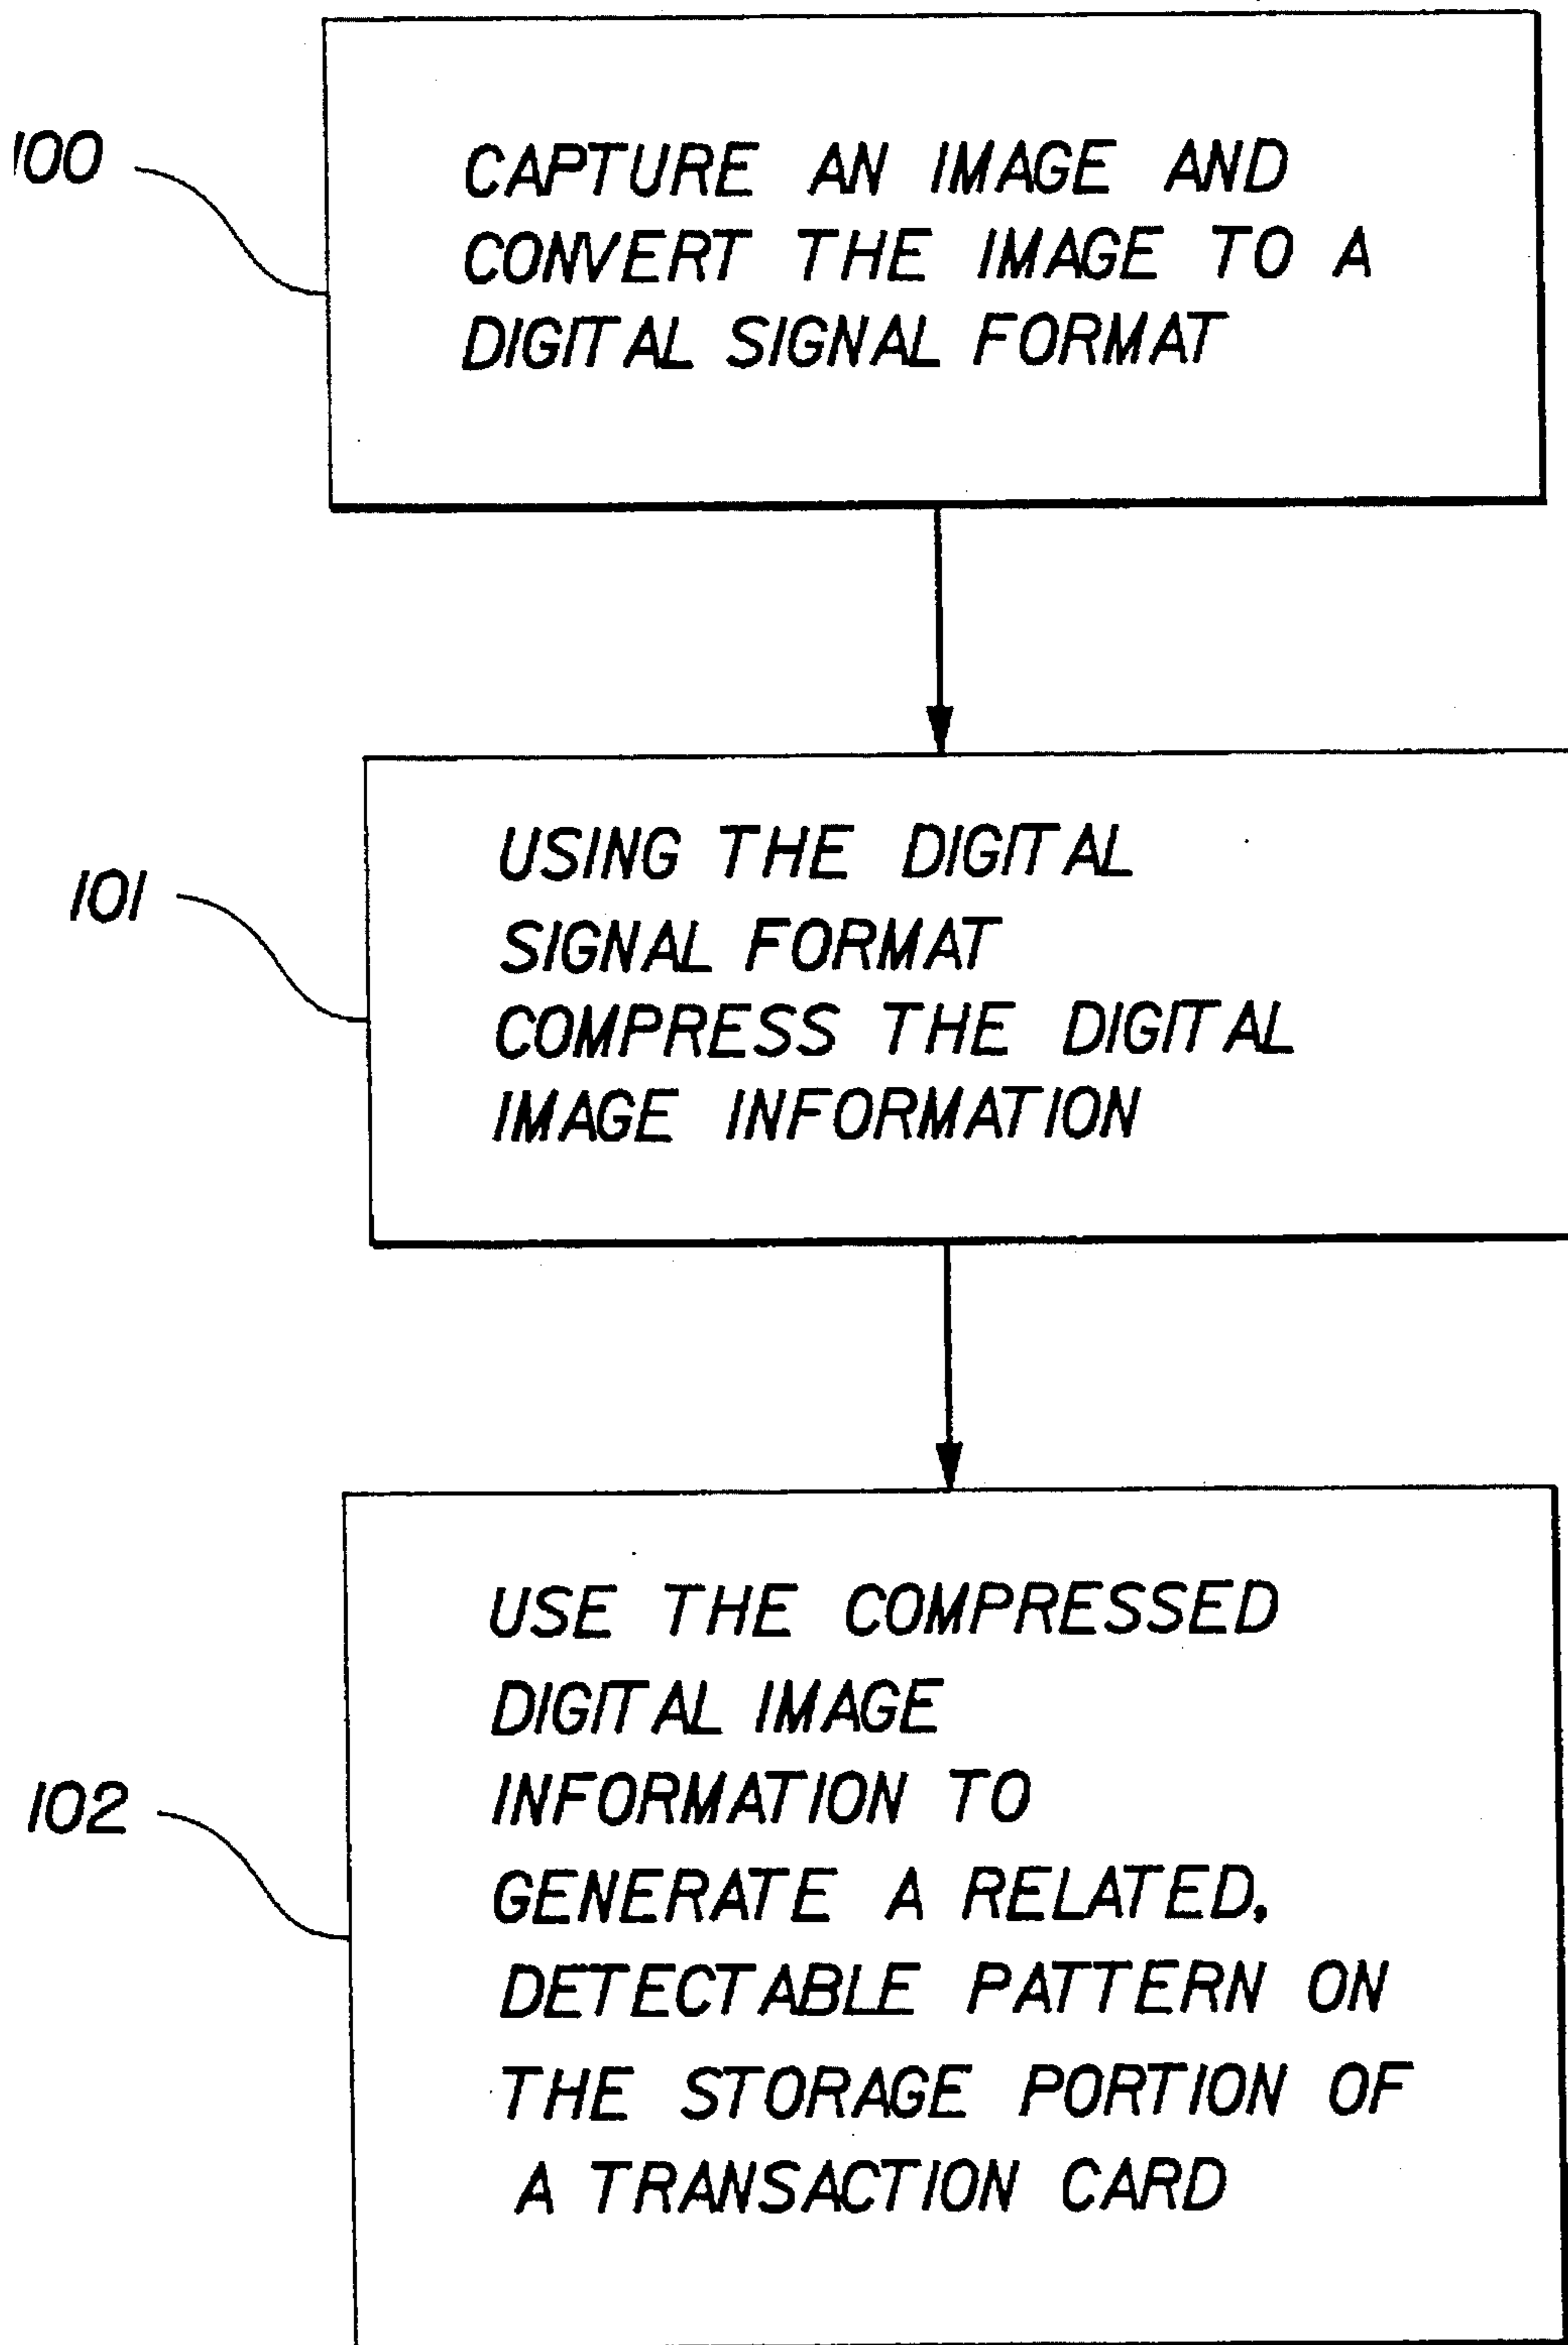 100
CAPTURE AN IMAGE AND
CONVERT THE IMAGE TO A
DIGITAL SIGNAL FORMAT
101
USING THE DIGITAL
SIGNAL FORMAT
COMPRESS THE DIGITAL
IMAGE INFORMATION
102
USE THE COMPRESSED
DIGITAL IMAGE
INFORMATION TO
GENERATE A RELATED,
DETECTABLE PATTERN ON
THE STORAGE PORTION OF
A TRANSACTION CARD